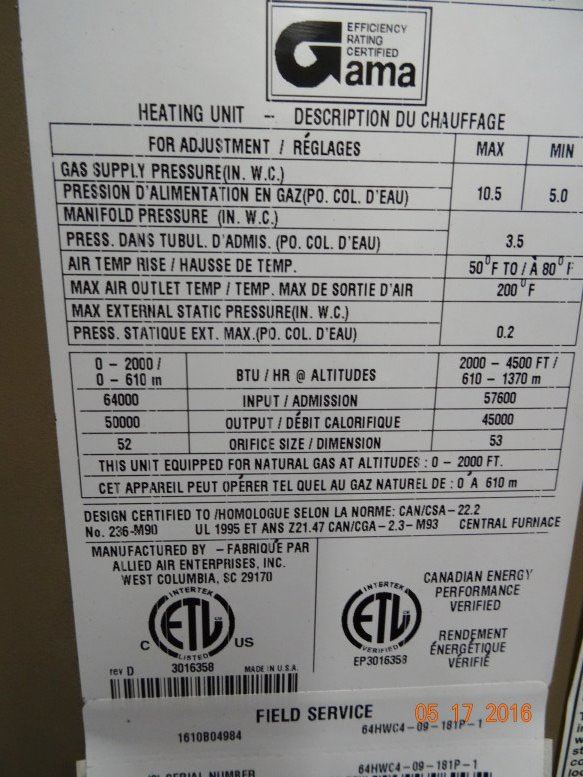 EFFICIENCY
RATING
CERTIFIED
Gama
HEATING UNIT -- DESCRIPTION DU CHAUFFAGE
FOR ADJUSTMENT / RÉGLAGES MAX MIN
GAS SUPPLY PRESSURE(IN. W.C.)
PRESSION D'ALIMENTATION EN GAZ(PO. COL. D'EAU) 10.5 5.0
MANIFOLD PRESSURE (IN. W.C.)
PRESS. DANS TUBUL. D'ADMIS. (PO. COL. D'EAU) 3.5
AIR TEMP RISE / HAUSSE DE TEMP. 50°F TO / À 80°F
MAX AIR OUTLET TEMP / TEMP. MAX DE SORTIE D'AIR 200°F
MAX EXTERNAL STATIC PRESSURE(IN. W.C.)
PRESS. STATIQUE EXT. MAX.(PO. COL. D'EAU) 0.2
0 - 2000 / 2000 - 4500 FT /
0 - 610 m BTU / HR @ ALTITUDES 610 - 1370 m
64000 INPUT / ADMISSION 57600
50000 OUTPUT / DÉBIT CALORIFIQUE 45000
52 ORIFICE SIZE / DIMENSION 53
THIS UNIT EQUIPPED FOR NATURAL GAS AT ALTITUDES : 0 - 2000 FT.
CET APPAREIL PEUT OPÉRER TEL QUEL AU GAZ NATUREL DE : 0 À 610 m
DESIGN CERTIFIED TO /HOMOLOGUE SELON LA NORME: CAN/CSA-22.2
No. 236-M90 UL 1995 ET ANS Z21.47 CAN/CGA-2.3-M93 CENTRAL FURNACE
MANUFACTURED BY - FABRIQUÉ PAR
ALLIED AIR ENTERPRISES, INC.
WEST COLUMBIA, SC 29170
INTERTEK
ETL
C US
LISTED
3016358
rev D MADE IN U.S.A.
INTERTEK
ETL
VERIFIED
EP3016358
CANADIAN ENERGY
PERFORMANCE
VERIFIED
RENDEMENT
ÉNERGÉTIQUE
VÉRIFIÉ
FIELD SERVICE
05 17 2016
1610B04984 64HWC4-09-181P-1
64HWC4-09-181P-1
SERIAL NUMBER